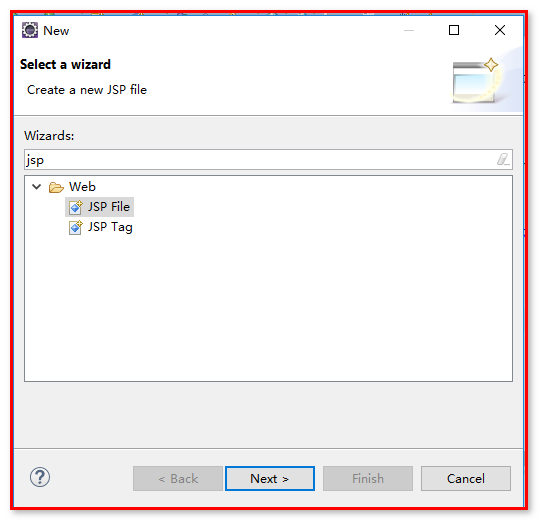 New
Select a wizard
Create a new JSP file
Wizards:
jsp
Web
JSP File
JSP Tag
?
< Back Next > Finish Cancel